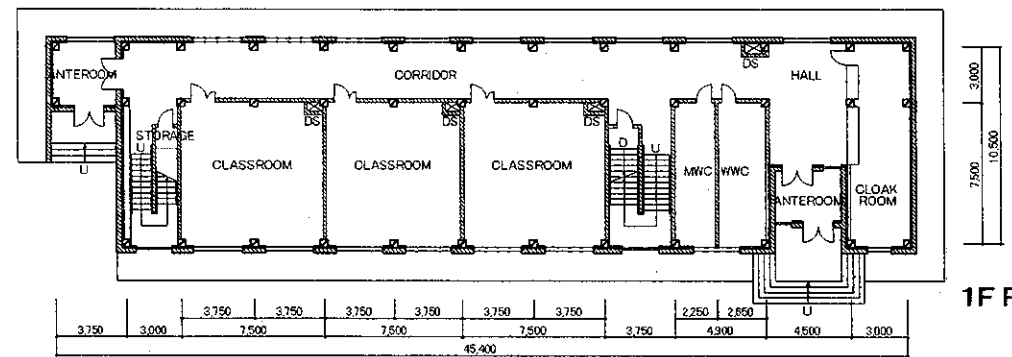 ANTEROOM
CORRIDOR
DS
HALL
3,000
10,500
7,500
STORAGE
U
DS
DS
DS
CLASSROOM
CLASSROOM
CLASSROOM
D
U
MWC
WWC
ANTEROOM
CLOAK
ROOM
U
U
1F P
3,750
3,750
3,750
3,750
3,750
3,750
2,250
2,650
3,750
3,000
7,500
7,500
7,500
3,750
4,900
4,500
3,000
45,400